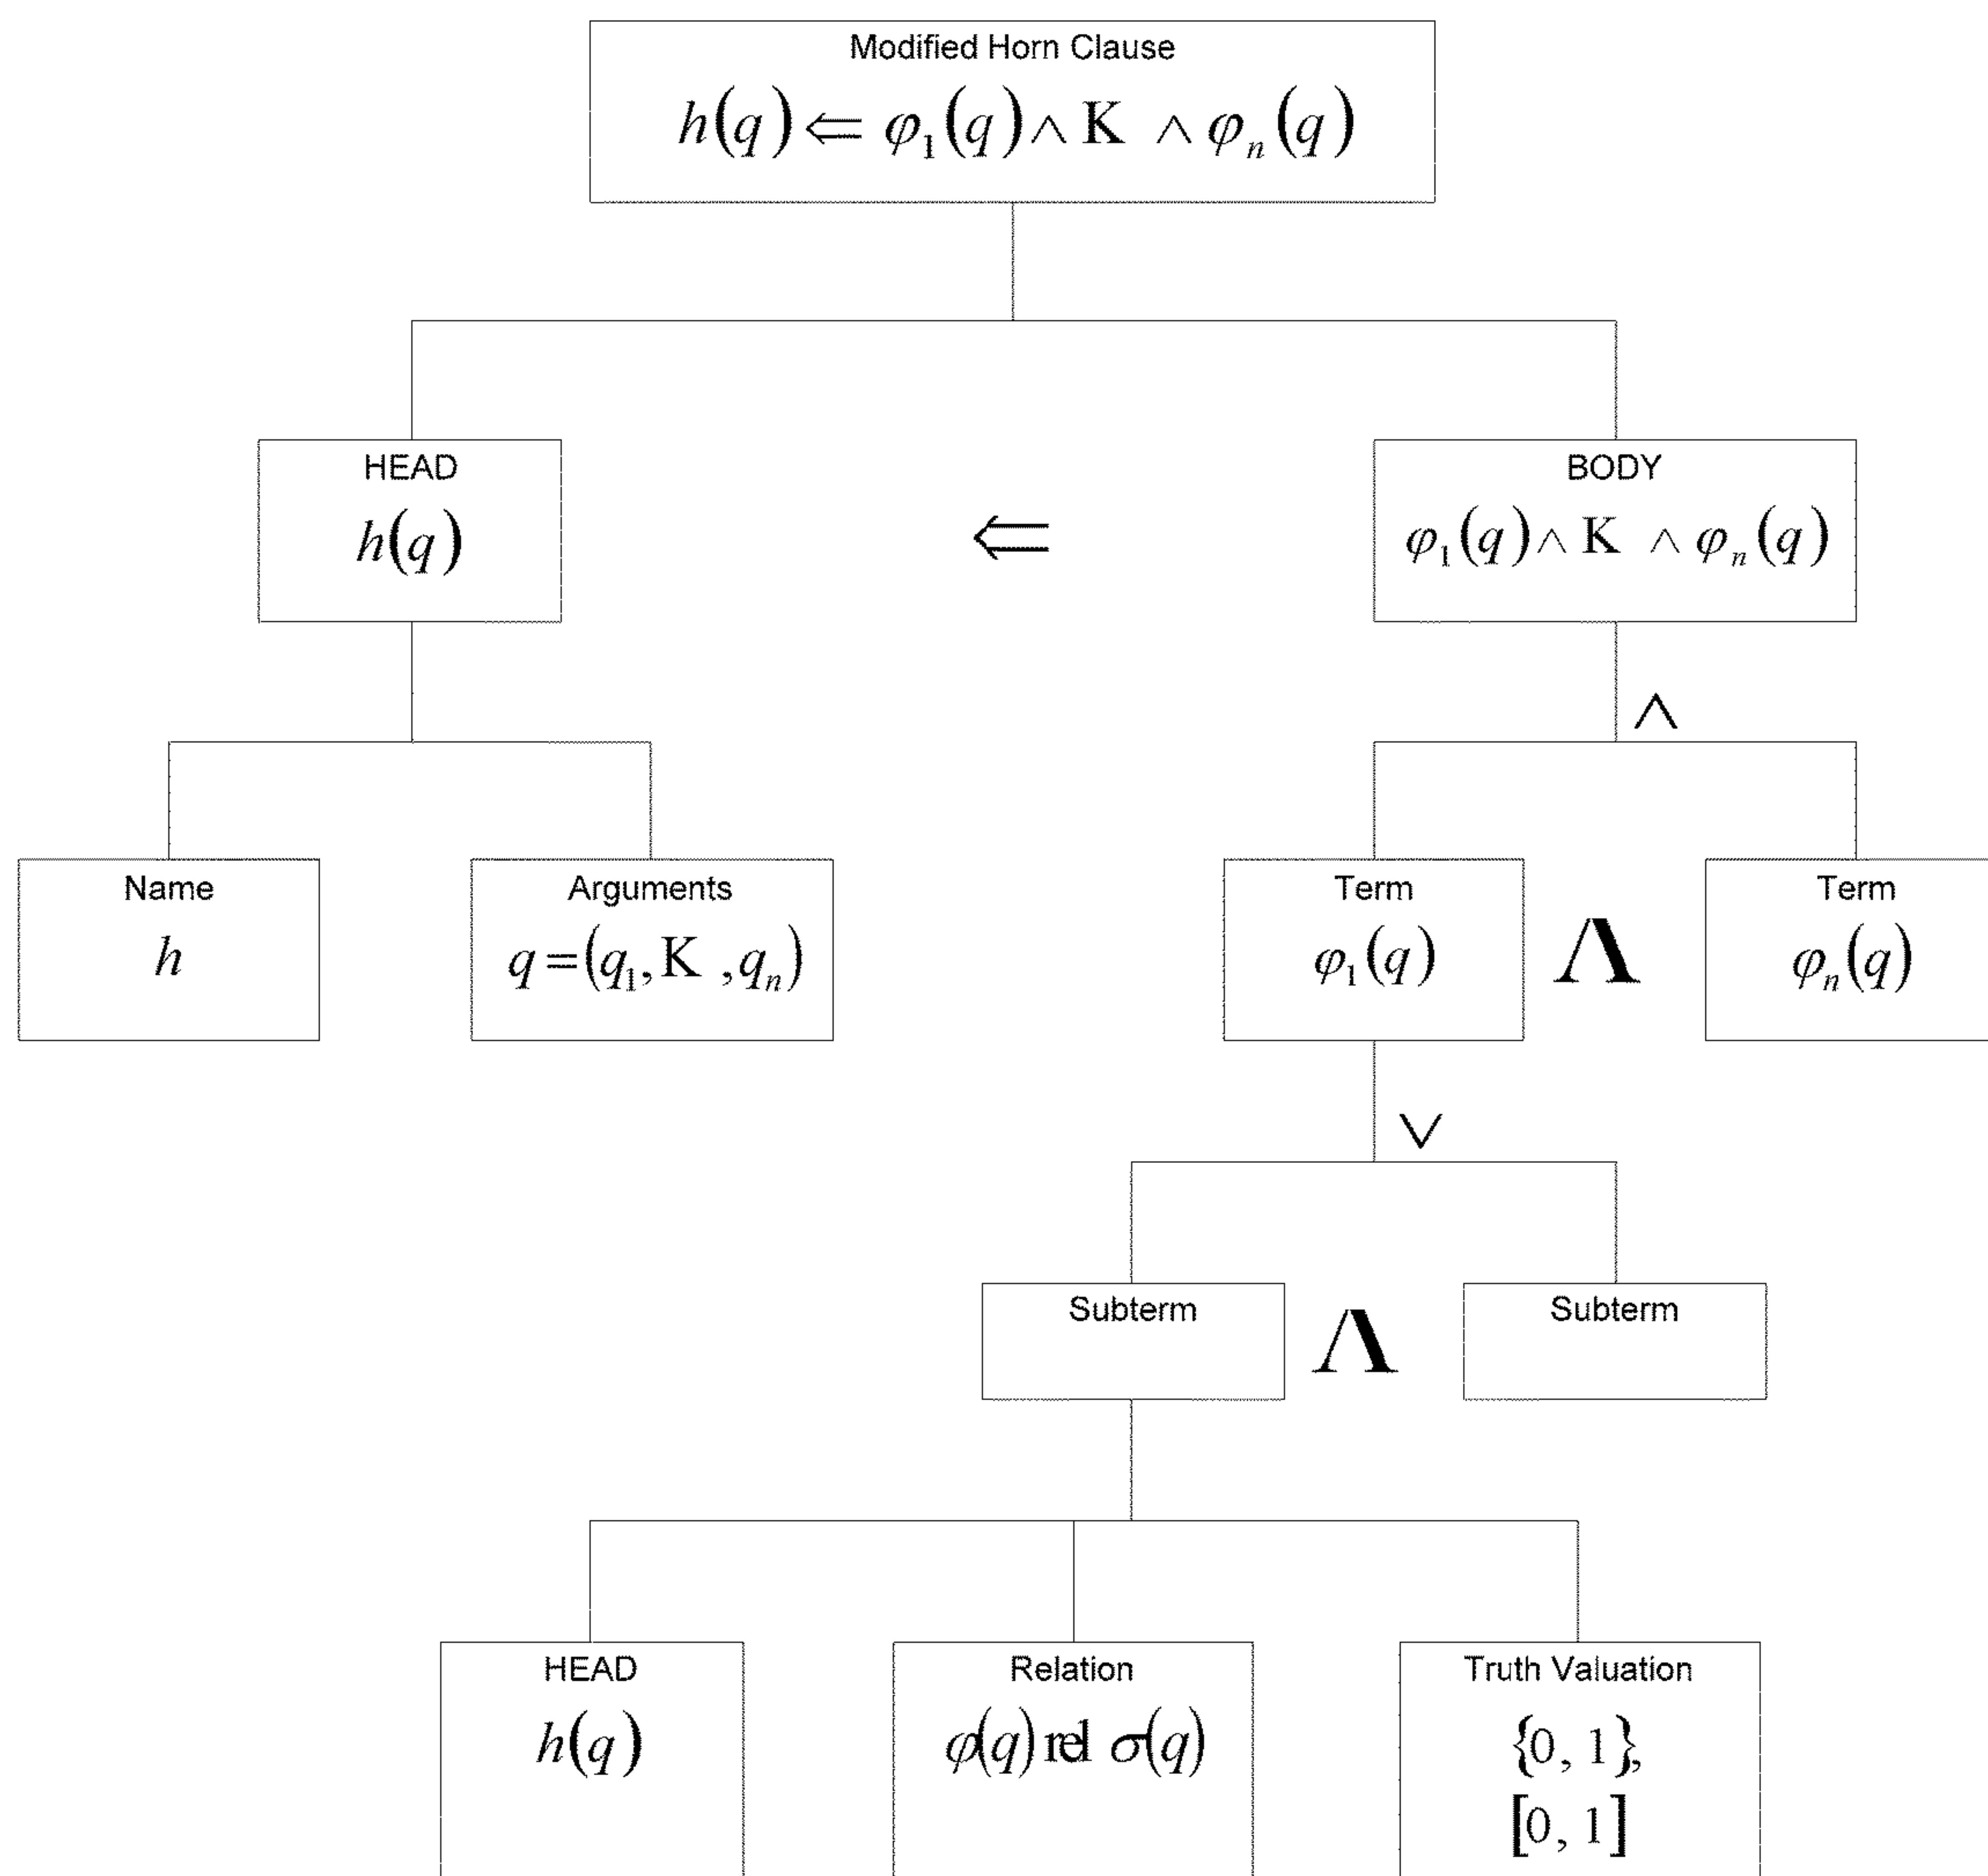 Modified Horn Clause
h(q) ⇐ φ₁(q) ∧ K ∧ φₙ(q)
HEAD
h(q)
⇐
BODY
φ₁(q) ∧ K ∧ φₙ(q)
∧
Name
h
Arguments
q = (q₁, K , qₙ)
Term
φ₁(q)
Λ
Term
φₙ(q)
∨
Subterm
Λ
Subterm
HEAD
h(q)
Relation
φ(q) rel σ(q)
Truth Valuation
{0, 1},
[0, 1]